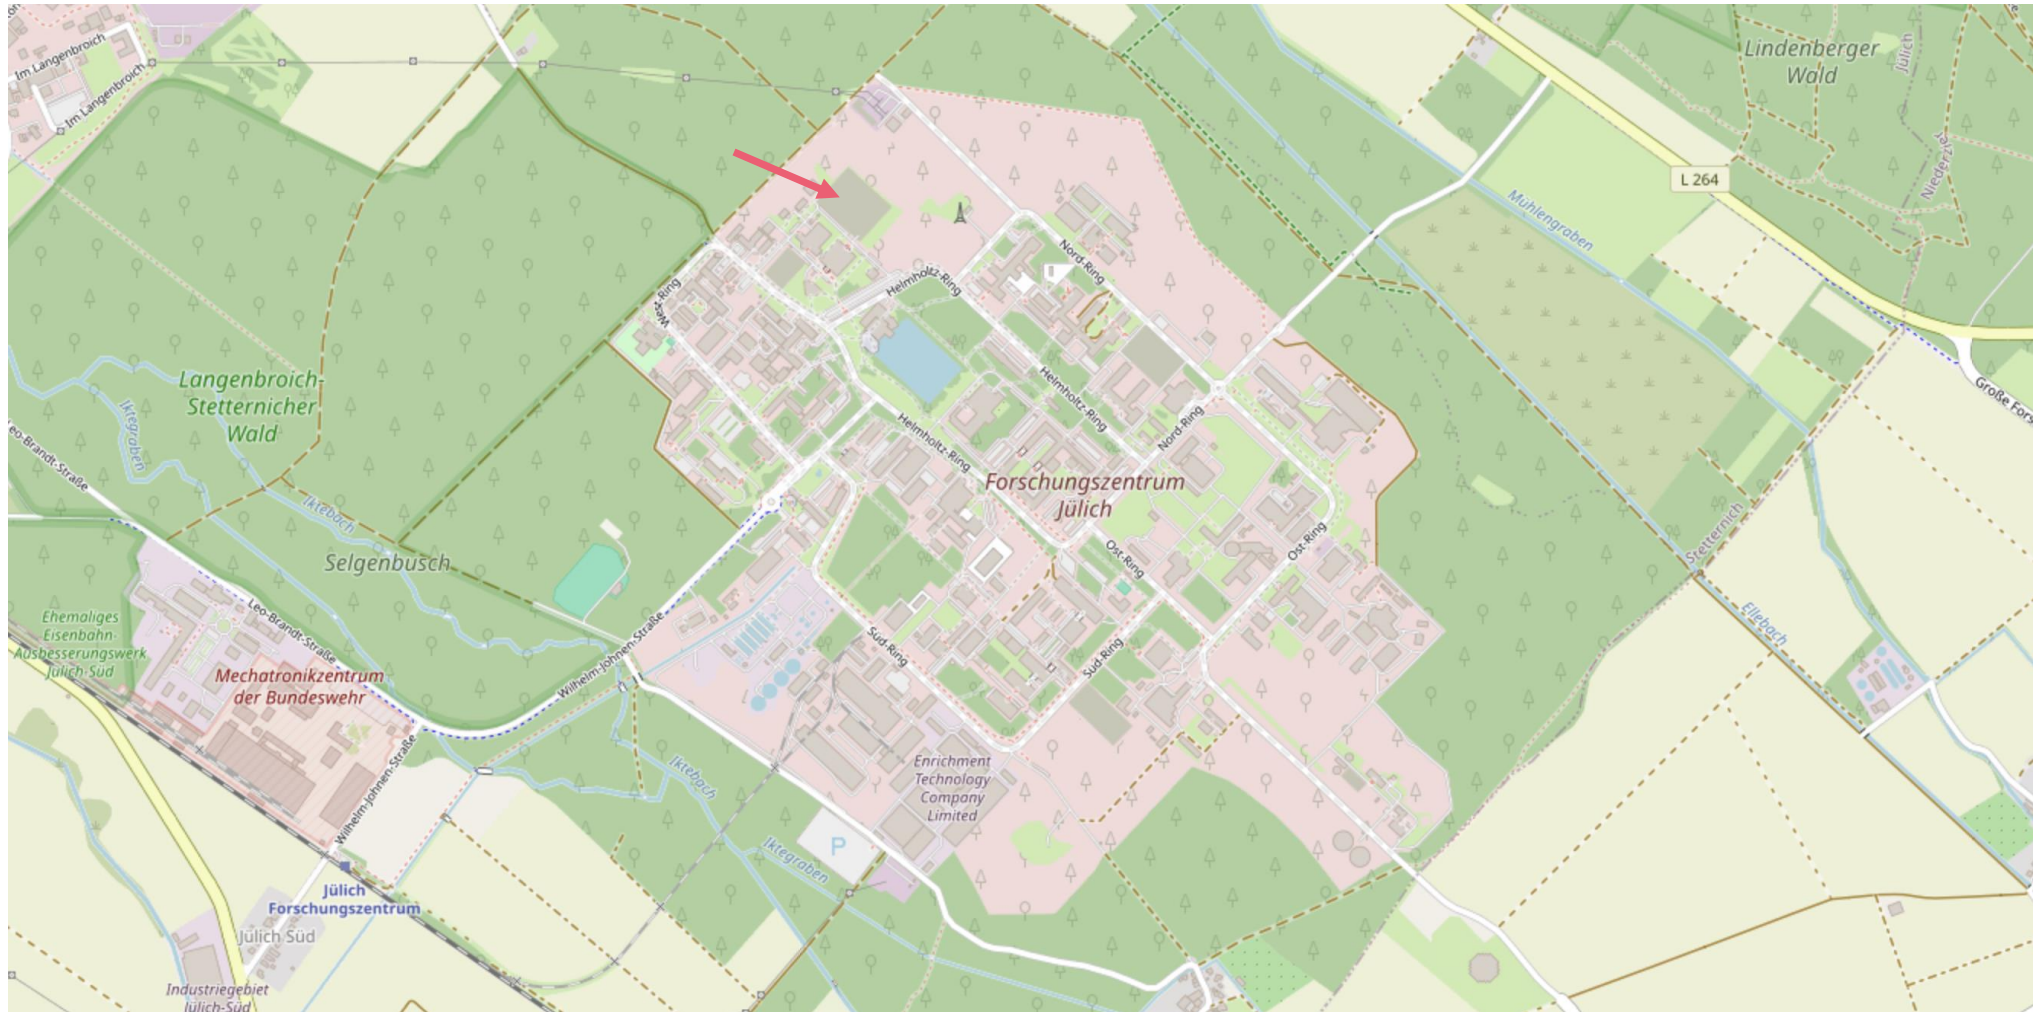 Im Langenbroich
Im Langenbroich
Lindenberger
Wald
Jülich
Niederzier
L 264
Mühlengraben
Nord-Ring
Helmholtz-Ring
West-Ring
Langenbroich-
Stetternicher
Wald
Iktegraben
Leo-Brandt-Straße
Helmholtz-Ring
Helmholtz-Ring
Nord-Ring
Große Fors
Forschungszentrum
Jülich
Iktebach
Selgenbusch
Ost-Ring
Ost-Ring
Stetternich
Ellebach
Ehemaliges
Eisenbahn-
Ausbesserungswerk
Jülich-Süd
Leo-Brandt-Straße
Wilhelm-Johnen-Straße
Süd-Ring
Süd-Ring
Mechatronikzentrum
der Bundeswehr
Wilhelm-Johnen-Straße
Iktebach
Enrichment
Technology
Company
Limited
P
Iktegraben
Jülich
Forschungszentrum
Jülich Süd
Industriegebiet
Jülich-Süd